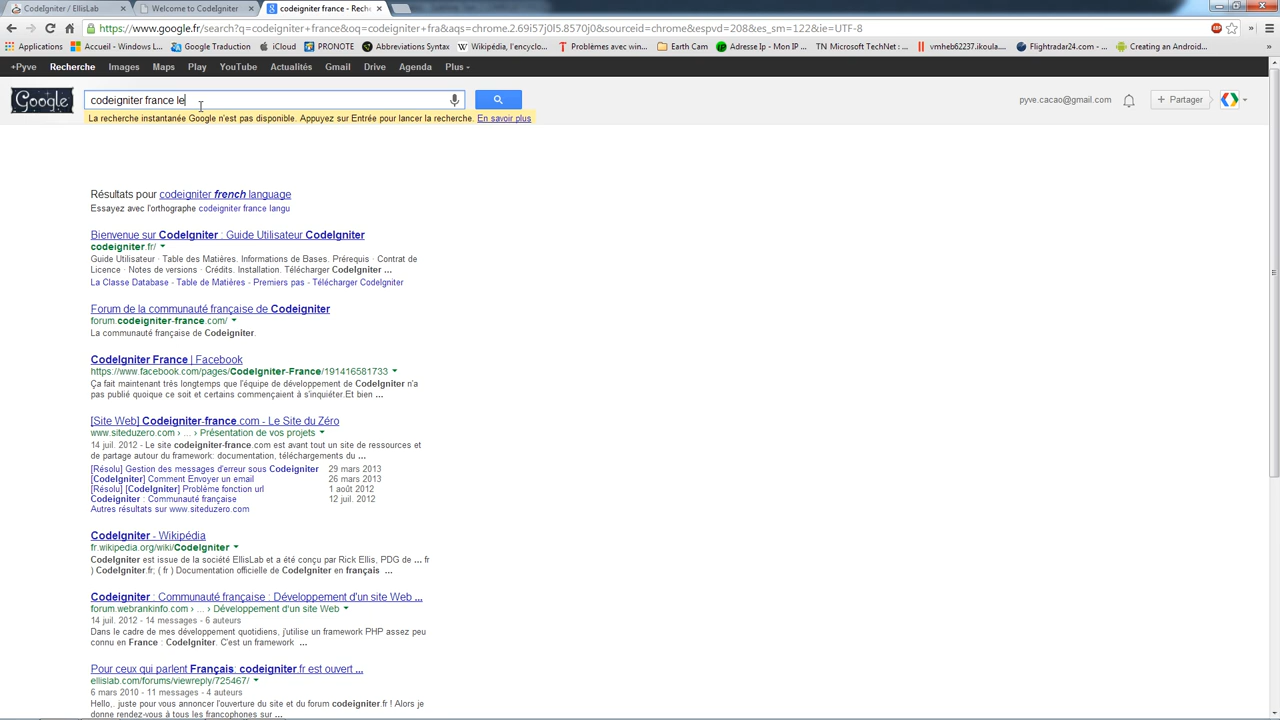 CodeIgniter / EllisLab
Welcome to CodeIgniter
codeigniter france - Rech
https://www.google.fr/search?q=codeigniter+france&oq=codeigniter+fra&aqs=chrome.2.69i57j0l5.8570j0&sourceid=chrome&espvd=208&es_sm=122&ie=UTF-8
Applications Accueil - Windows L... Google Traduction iCloud PRONOTE Abbreviations Syntax Wikipédia, l'encyclo... Problèmes avec win... Earth Cam Adresse Ip - Mon IP ... TN Microsoft TechNet : ... vmheb62237.ikoula.... Flightradar24.com - ... Creating an Android...
+Pyve Recherche Images Maps Play YouTube Actualités Gmail Drive Agenda Plus
Google codeigniter france le pyve.cacao@gmail.com + Partager
La recherche instantanée Google n'est pas disponible. Appuyez sur Entrée pour lancer la recherche. En savoir plus
Résultats pour codeigniter french language
Essayez avec l'orthographe codeigniter france langu
Bienvenue sur CodeIgniter : Guide Utilisateur CodeIgniter
codeigniter.fr/
Guide Utilisateur · Table des Matières. Informations de Bases. Prérequis · Contrat de
Licence · Notes de versions · Crédits. Installation. Télécharger CodeIgniter ...
La Classe Database - Table de Matières - Premiers pas - Télécharger CodeIgniter
Forum de la communauté française de Codeigniter
forum.codeigniter-france.com/
La communauté française de Codeigniter.
CodeIgniter France | Facebook
https://www.facebook.com/pages/CodeIgniter-France/191416581733
Ça fait maintenant très longtemps que l'équipe de développement de CodeIgniter n'a
pas publié quoique ce soit et certains commençaient à s'inquiéter.Et bien ...
[Site Web] Codeigniter-france.com - Le Site du Zéro
www.siteduzero.com › ... › Présentation de vos projets
14 juil. 2012 - Le site codeigniter-france.com est avant tout un site de ressources et
de partage autour du framework: documentation, téléchargements du ...
[Résolu] Gestion des messages d'erreur sous Codeigniter 29 mars 2013
[CodeIgniter] Comment Envoyer un email 26 mars 2013
[Résolu] [CodeIgniter] Problème fonction url 1 août 2012
Codeigniter : Communauté française 12 juil. 2012
Autres résultats sur www.siteduzero.com
CodeIgniter - Wikipédia
fr.wikipedia.org/wiki/CodeIgniter
CodeIgniter est issue de la société EllisLab et a été conçu par Rick Ellis, PDG de ... fr
) CodeIgniter.fr; ( fr ) Documentation officielle de CodeIgniter en français ...
Codeigniter : Communauté française : Développement d'un site Web ...
forum.webrankinfo.com › ... › Développement d'un site Web
14 juil. 2012 - 14 messages - 6 auteurs
Dans le cadre de mes développement quotidiens, j'utilise un framework PHP assez peu
connu en France : CodeIgniter. C'est un framework ...
Pour ceux qui parlent Français: codeigniter.fr est ouvert ...
ellislab.com/forums/viewreply/725467/
6 mars 2010 - 11 messages - 4 auteurs
Hello,. juste pour vous annoncer l'ouverture du site et du forum codeigniter.fr ! Alors je
donne rendez-vous à tous les francophones sur ...